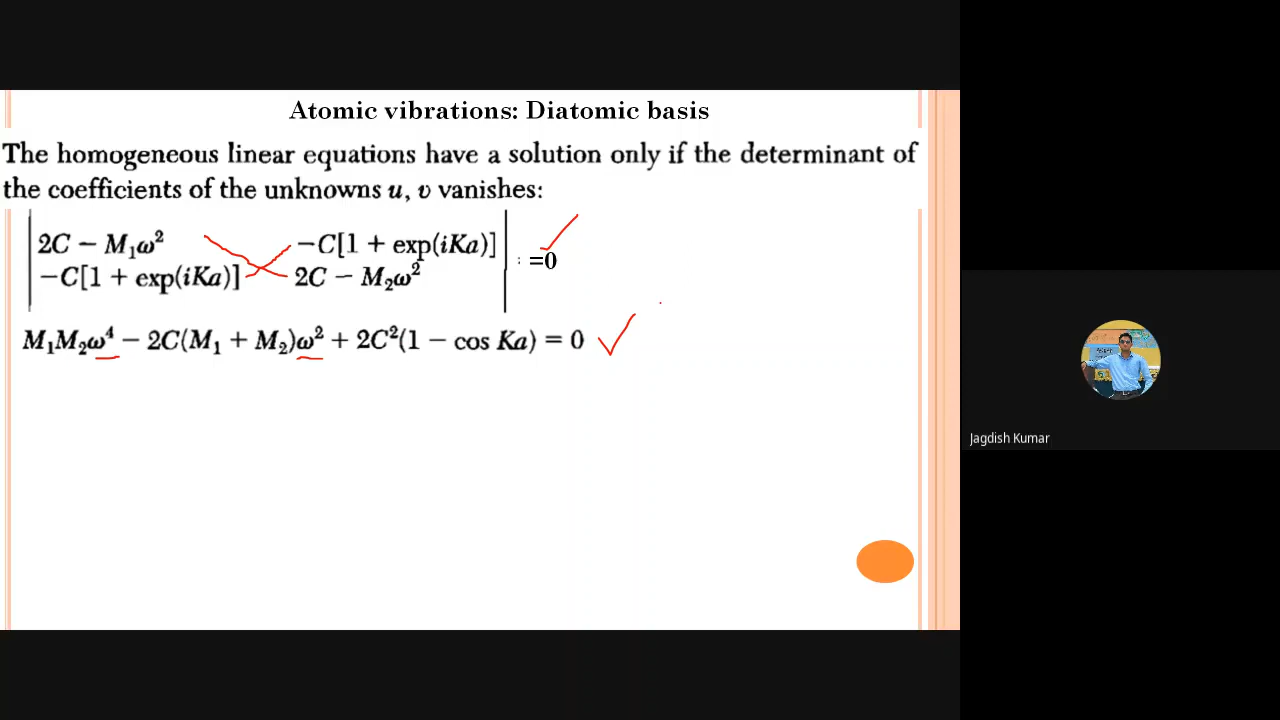 Atomic vibrations: Diatomic basis
The homogeneous linear equations have a solution only if the determinant of
the coefficients of the unknowns u, v vanishes:
2C − M₁ω² −C[1 + exp(iKa)]
−C[1 + exp(iKa)] 2C − M₂ω²
: =0
M₁M₂ω⁴ − 2C(M₁ + M₂)ω² + 2C²(1 − cos Ka) = 0
Jagdish Kumar